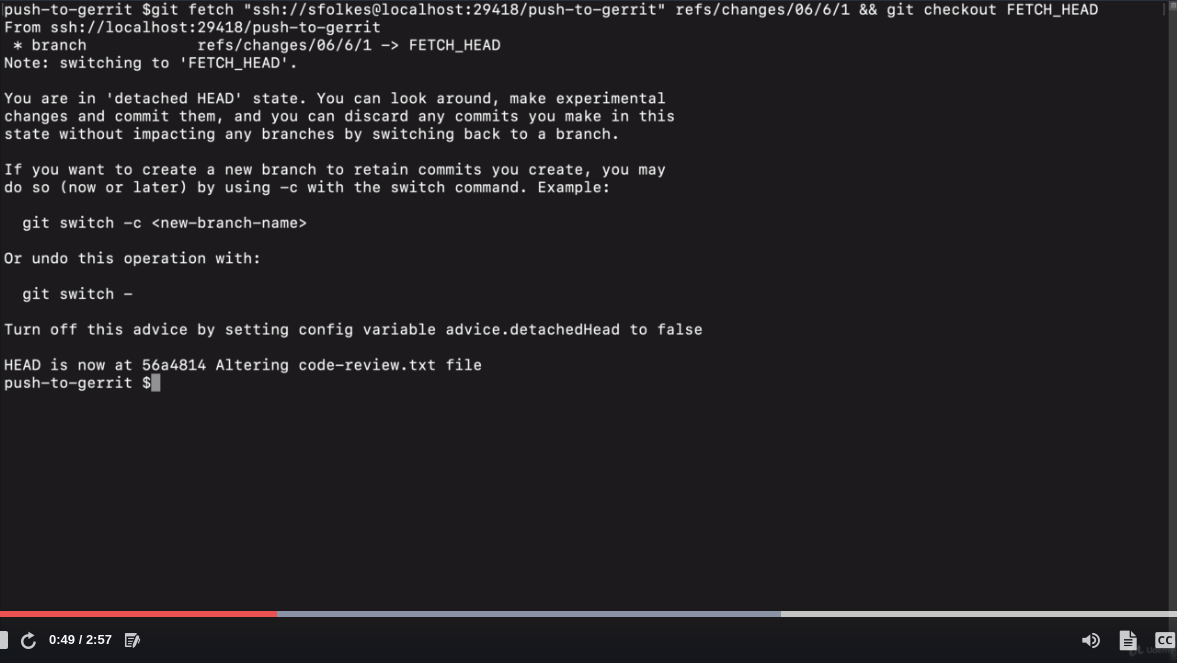 push-to-gerrit $git fetch "ssh://sfolkes@localhost:29418/push-to-gerrit" refs/changes/06/6/1 && git checkout FETCH_HEAD
From ssh://localhost:29418/push-to-gerrit
 * branch            refs/changes/06/6/1 -> FETCH_HEAD
Note: switching to 'FETCH_HEAD'.

You are in 'detached HEAD' state. You can look around, make experimental
changes and commit them, and you can discard any commits you make in this
state without impacting any branches by switching back to a branch.

If you want to create a new branch to retain commits you create, you may
do so (now or later) by using -c with the switch command. Example:

  git switch -c <new-branch-name>

Or undo this operation with:

  git switch -

Turn off this advice by setting config variable advice.detachedHead to false

HEAD is now at 56a4814 Altering code-review.txt file
push-to-gerrit $
0:49 / 2:57
CC